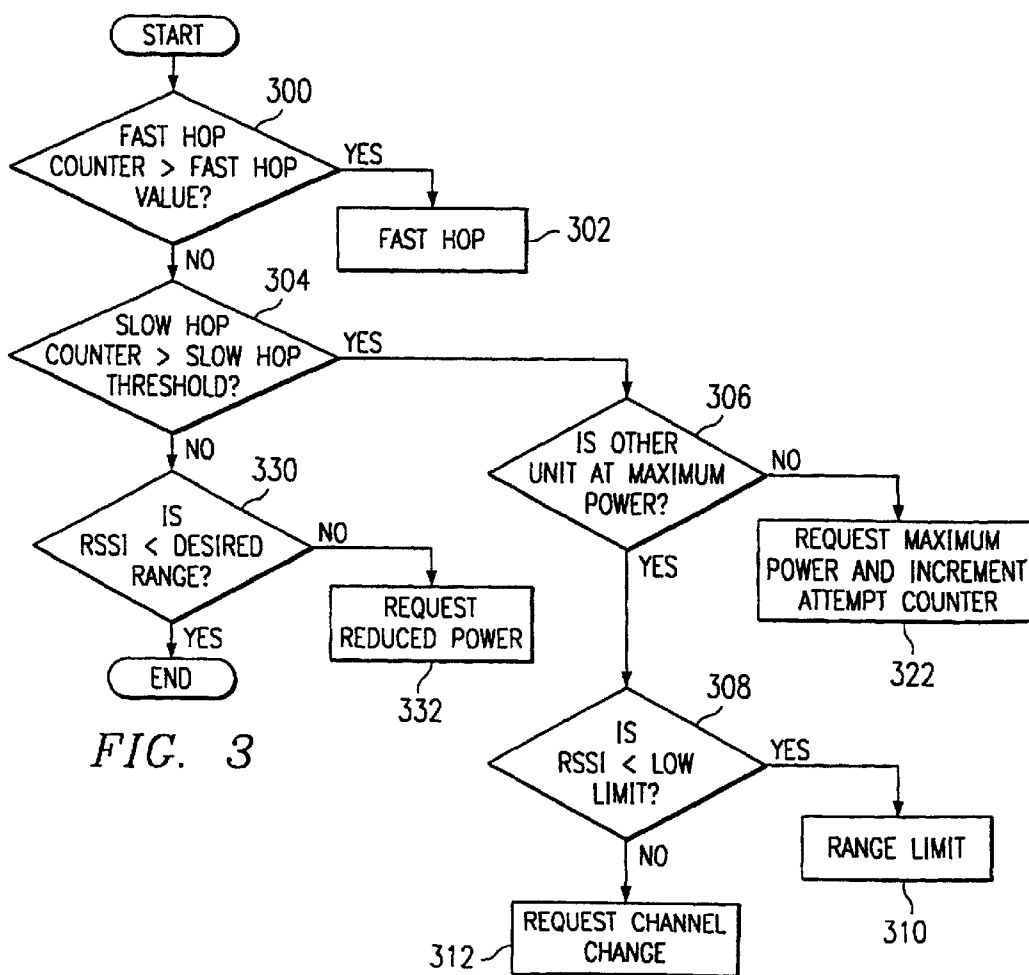 START
300
FAST HOP
COUNTER > FAST HOP
VALUE?
YES
FAST HOP
302
NO
304
SLOW HOP
COUNTER > SLOW HOP
THRESHOLD?
YES
306
IS OTHER
UNIT AT MAXIMUM
POWER?
NO
REQUEST MAXIMUM
POWER AND INCREMENT
ATTEMPT COUNTER
322
NO
330
IS
RSSI < DESIRED
RANGE?
NO
REQUEST
REDUCED POWER
332
YES
END
YES
308
IS
RSSI < LOW
LIMIT?
YES
RANGE LIMIT
310
NO
REQUEST CHANNEL
CHANGE
312
FIG. 3